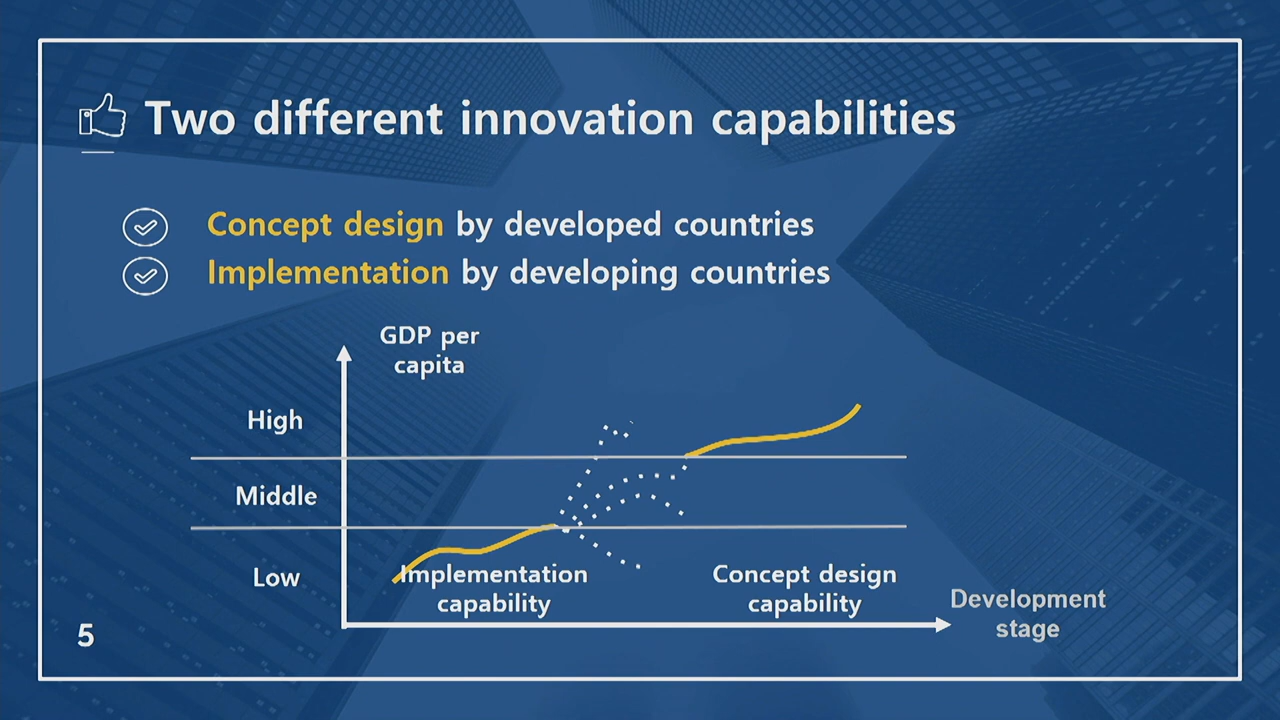 Two different innovation capabilities
Concept design by developed countries
Implementation by developing countries
GDP per
capita
High
Middle
Low
Implementation
capability
Concept design
capability
Development
stage
5